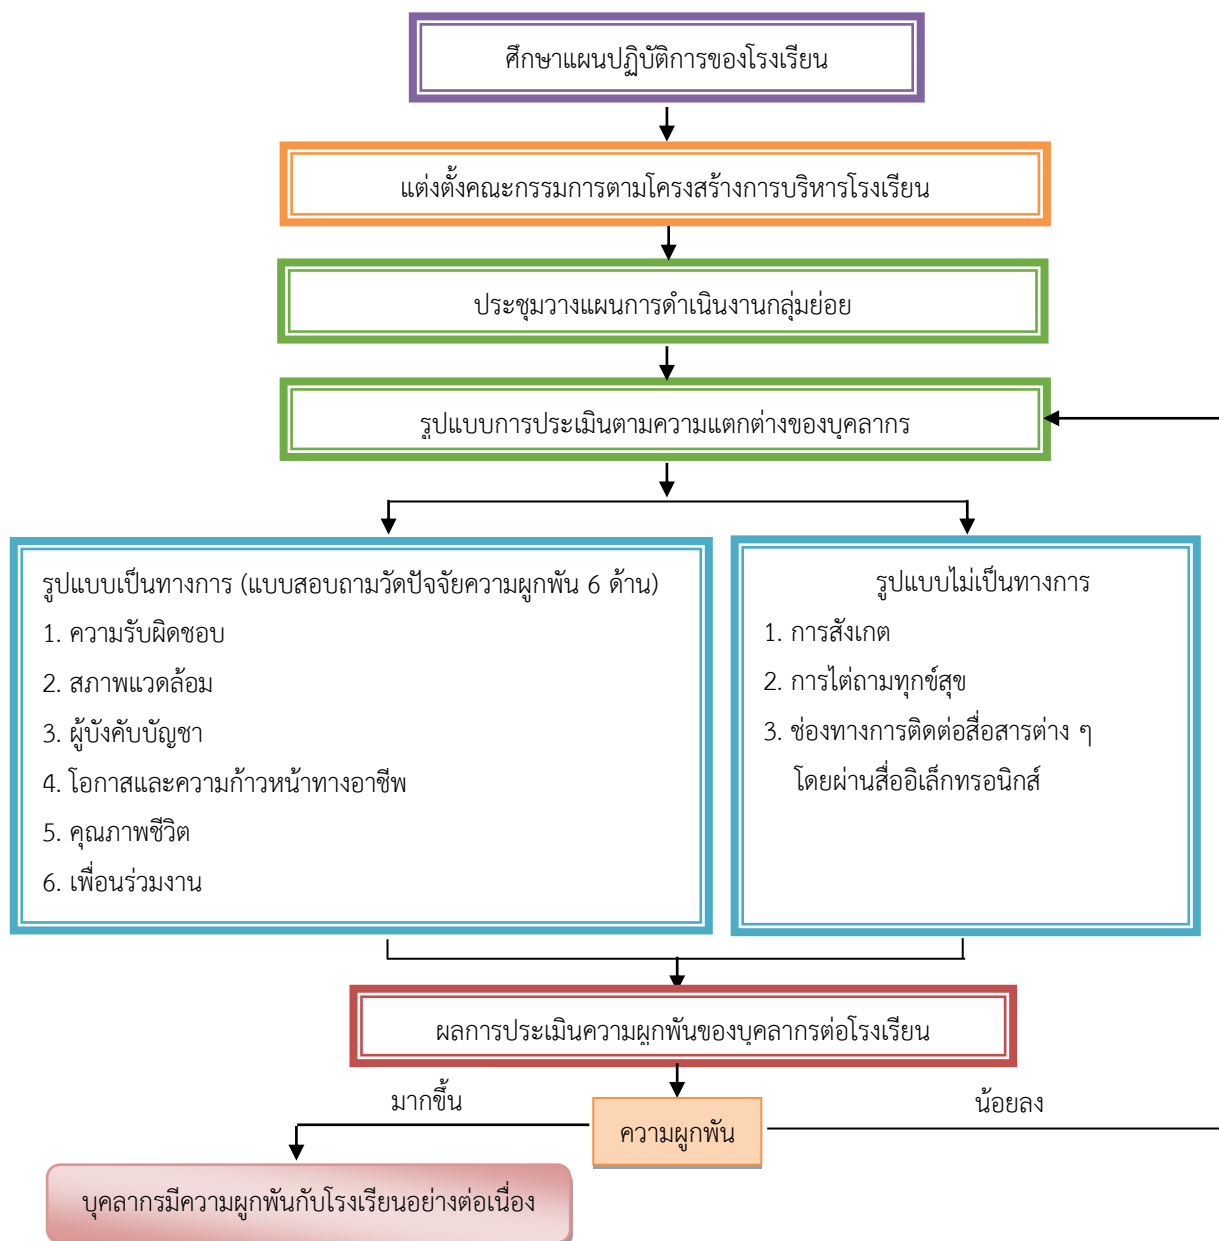 ศึกษาแผนปฏิบัติการของโรงเรียน
แต่งตั้งคณะกรรมการตามโครงสร้างการบริหารโรงเรียน
ประชุมวางแผนการดำเนินงานกลุ่มย่อย
รูปแบบการประเมินตามความแตกต่างของบุคลากร
รูปแบบเป็นทางการ (แบบสอบถามวัดปัจจัยความผูกพัน 6 ด้าน)
1. ความรับผิดชอบ
2. สภาพแวดล้อม
3. ผู้บังคับบัญชา
4. โอกาสและความก้าวหน้าทางอาชีพ
5. คุณภาพชีวิต
6. เพื่อนร่วมงาน
รูปแบบไม่เป็นทางการ
1. การสังเกต
2. การไต่ถามทุกข์สุข
3. ช่องทางการติดต่อสื่อสารต่าง ๆ
โดยผ่านสื่ออิเล็กทรอนิกส์
ผลการประเมินความผูกพันของบุคลากรต่อโรงเรียน
มากขึ้น
น้อยลง
ความผูกพัน
บุคลากรมีความผูกพันกับโรงเรียนอย่างต่อเนื่อง